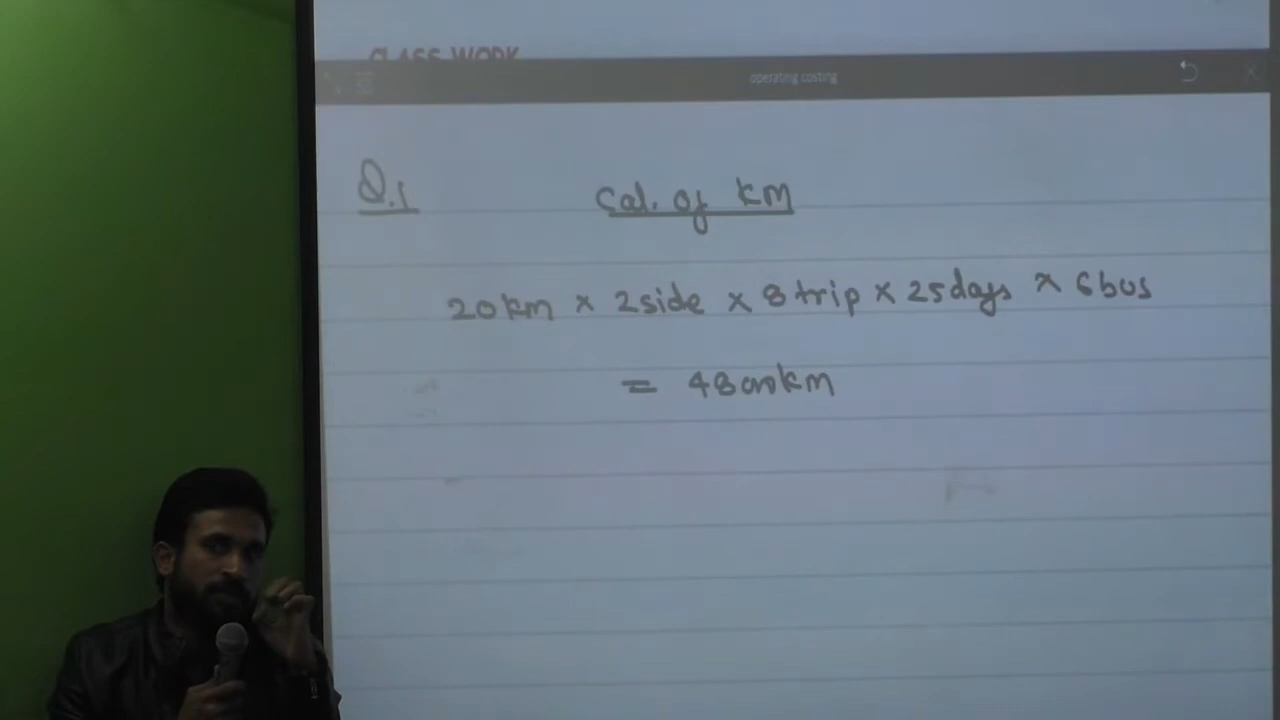 CLASS WORK
operating costing
Q.1 Cal. of KM
20km × 2side × 8trip × 25days × 6bus
= 48000km